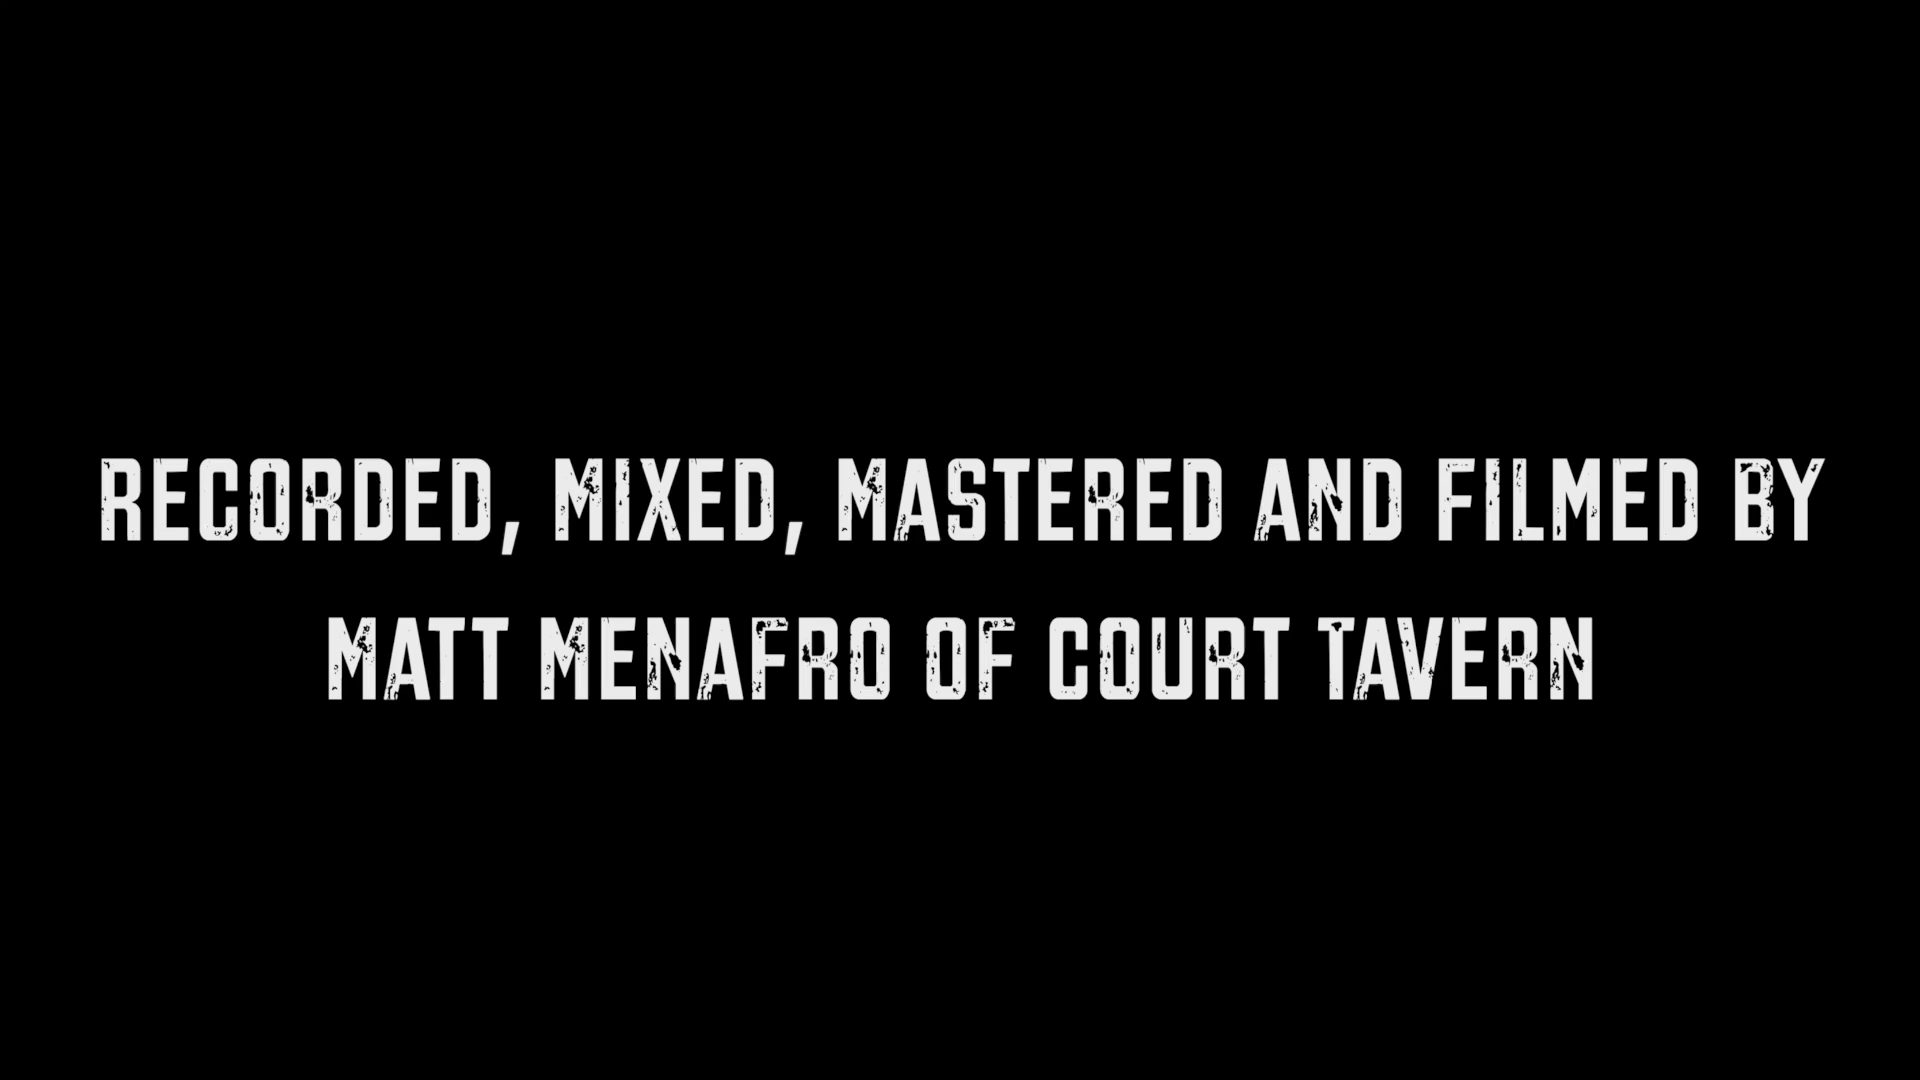 RECORDED, MIXED, MASTERED AND FILMED BY
MATT MENAFRO OF COURT TAVERN